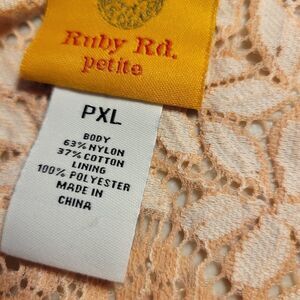 Ruby Rd.
petite
PXL
BODY
63% NYLON
37% COTTON
LINING
100% POLYESTER
MADE IN
CHINA